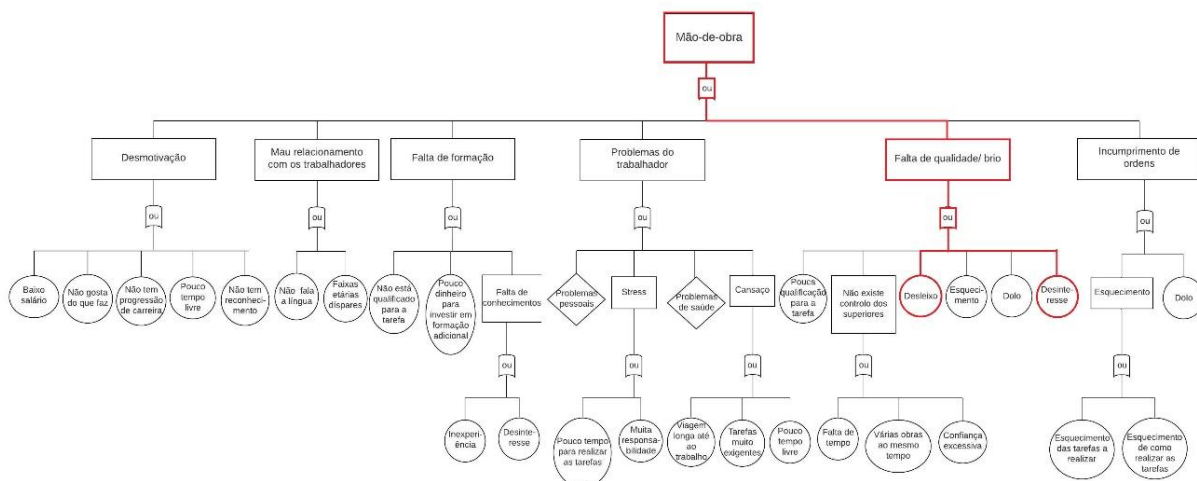 Mão-de-obra
ou
Desmotivação
Mau relacionamento
com os trabalhadores
Falta de formação
Problemas do
trabalhador
Falta de qualidade/ brio
Incumprimento de
ordens
ou
ou
ou
ou
ou
ou
Baixo
salário
Não gosta
do que faz
Não tem
progressão
de carreira
Pouco
tempo
livre
Não tem
reconheci-
mento
Não fala
a língua
Faixas
etárias
díspares
Não está
qualificado
para a
tarefa
Pouco
dinheiro
para
investir em
formação
adicional
Falta de
conhecimentos
Problemas
pessoais
Stress
Problemas
de saúde
Cansaço
Pouca
qualificação
para a
tarefa
Não existe
controlo dos
superiores
Desleixo
Esqueci-
mento
Dolo
Desinte-
resse
Esquecimento
Dolo
ou
ou
ou
ou
ou
Inexperi-
ência
Desinte-
resse
Pouco tempo
para realizar
as tarefas
Muita
responsa-
bilidade
Viagem
longa até
ao
trabalho
Tarefas
muito
exigentes
Pouco
tempo
livre
Falta de
tempo
Várias obras
ao mesmo
tempo
Confiança
excessiva
Esquecimento
das tarefas a
realizar
Esquecimento
de como
realizar as
tarefas